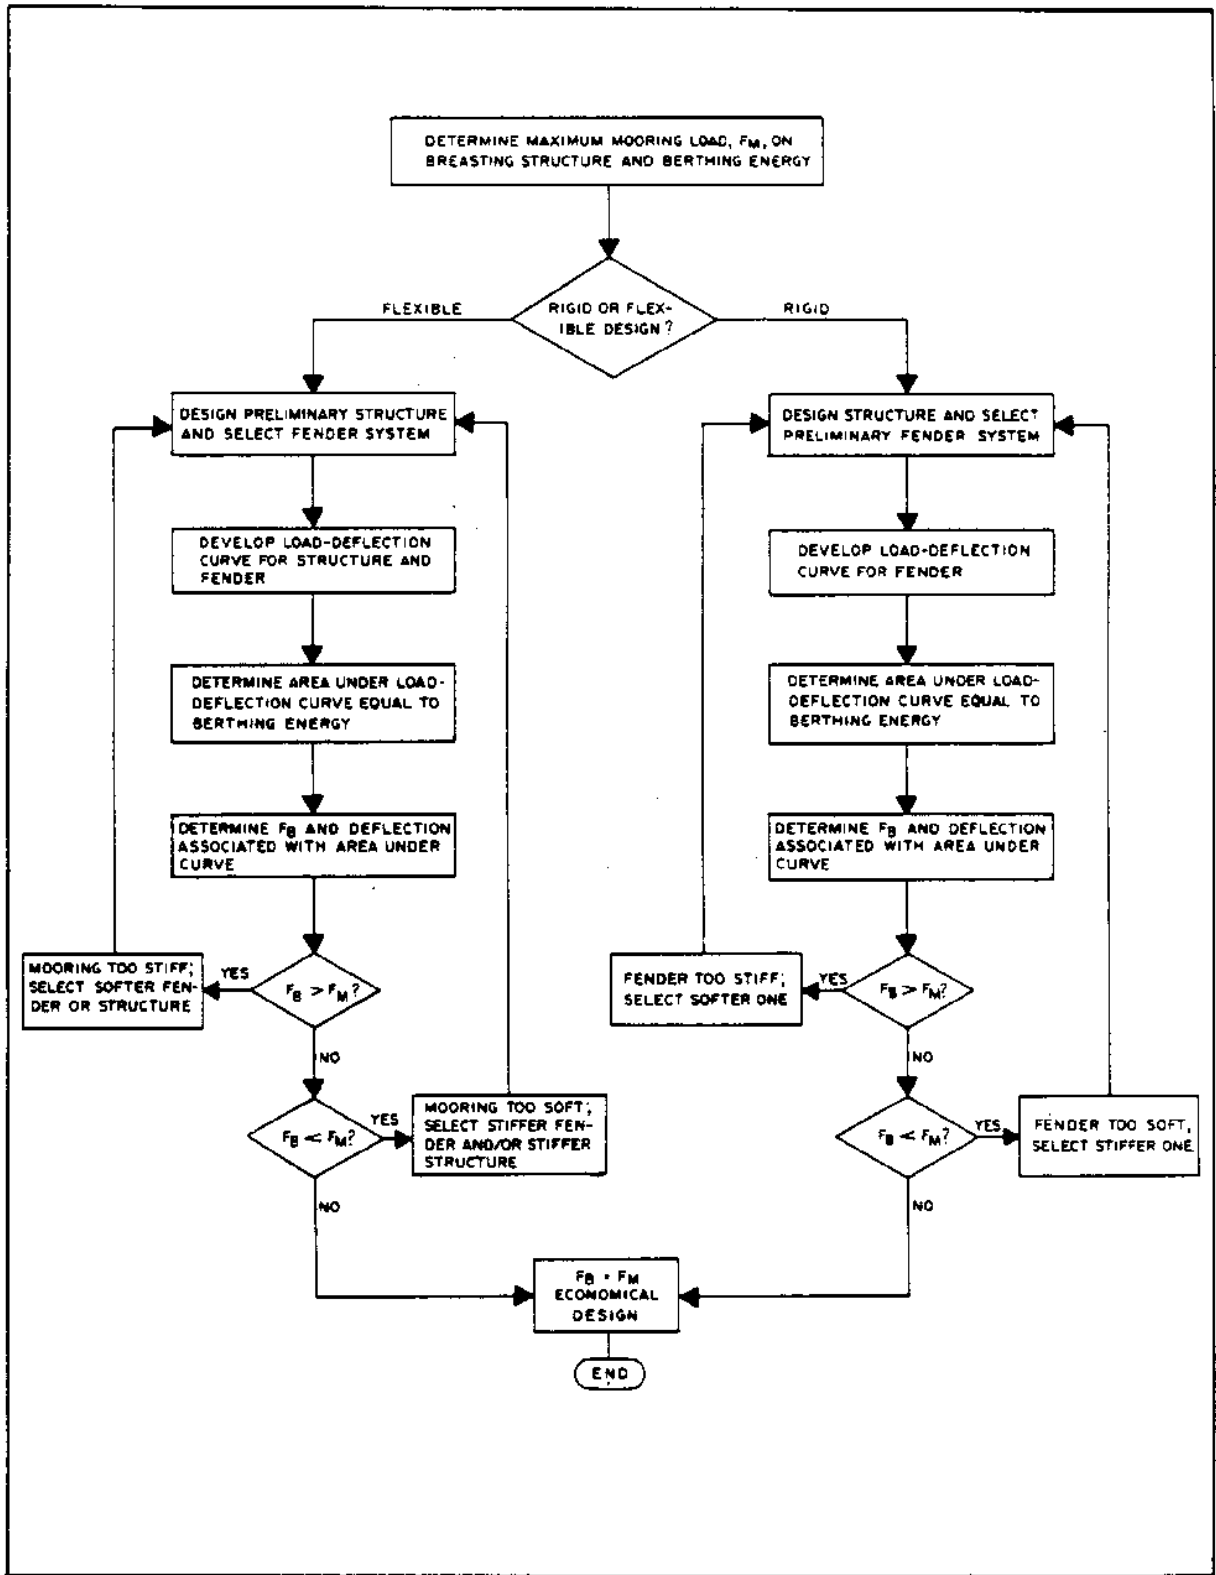 DETERMINE MAXIMUM MOORING LOAD, FM, ON
BREASTING STRUCTURE AND BERTHING ENERGY
RIGID OR FLEX-
IBLE DESIGN?
FLEXIBLE
RIGID
DESIGN PRELIMINARY STRUCTURE
AND SELECT FENDER SYSTEM
DEVELOP LOAD-DEFLECTION
CURVE FOR STRUCTURE AND
FENDER
DETERMINE AREA UNDER LOAD-
DEFLECTION CURVE EQUAL TO
BERTHING ENERGY
DETERMINE FB AND DEFLECTION
ASSOCIATED WITH AREA UNDER
CURVE
FB > FM?
YES
MOORING TOO STIFF;
SELECT SOFTER FEN-
DER OR STRUCTURE
NO
FB < FM?
YES
MOORING TOO SOFT;
SELECT STIFFER FEN-
DER AND/OR STIFFER
STRUCTURE
NO
DESIGN STRUCTURE AND SELECT
PRELIMINARY FENDER SYSTEM
DEVELOP LOAD-DEFLECTION
CURVE FOR FENDER
DETERMINE AREA UNDER LOAD-
DEFLECTION CURVE EQUAL TO
BERTHING ENERGY
DETERMINE FB AND DEFLECTION
ASSOCIATED WITH AREA UNDER
CURVE
FB > FM?
YES
FENDER TOO STIFF;
SELECT SOFTER ONE
NO
FB < FM?
YES
FENDER TOO SOFT,
SELECT STIFFER ONE
NO
FB = FM
ECONOMICAL
DESIGN
END